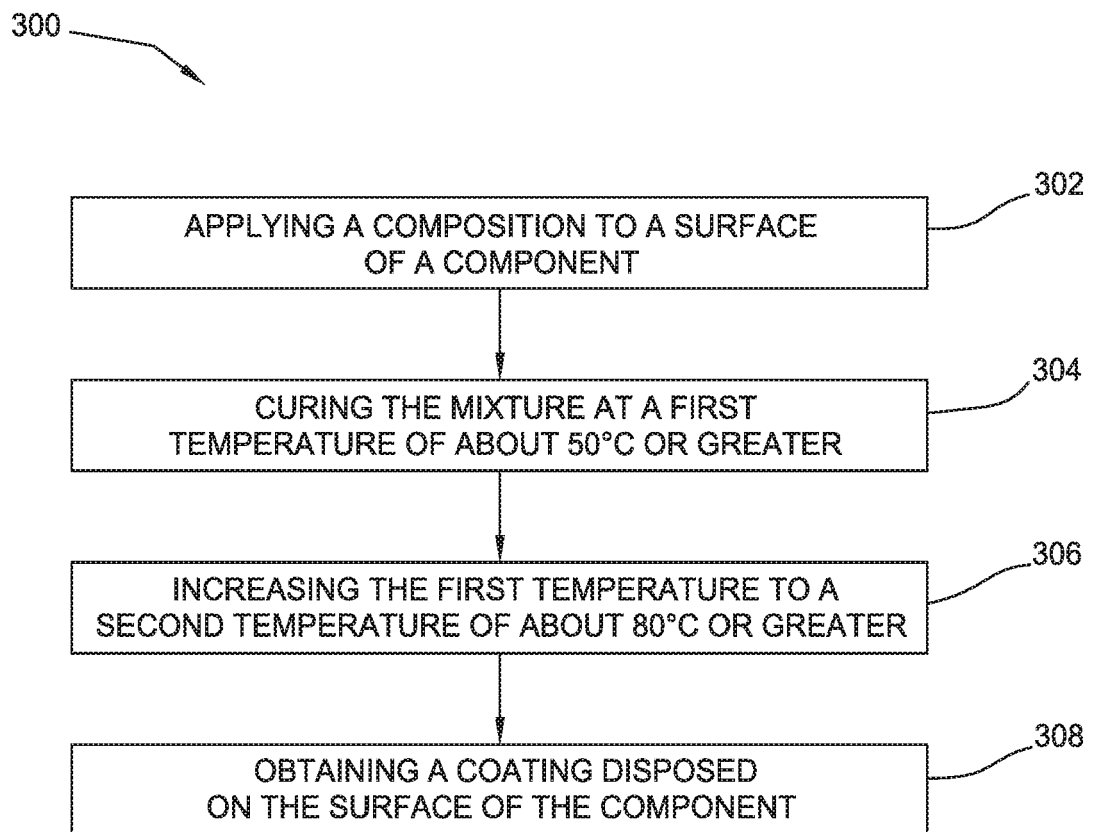 300
302
APPLYING A COMPOSITION TO A SURFACE
OF A COMPONENT
304
CURING THE MIXTURE AT A FIRST
TEMPERATURE OF ABOUT 50°C OR GREATER
306
INCREASING THE FIRST TEMPERATURE TO A
SECOND TEMPERATURE OF ABOUT 80°C OR GREATER
308
OBTAINING A COATING DISPOSED
ON THE SURFACE OF THE COMPONENT